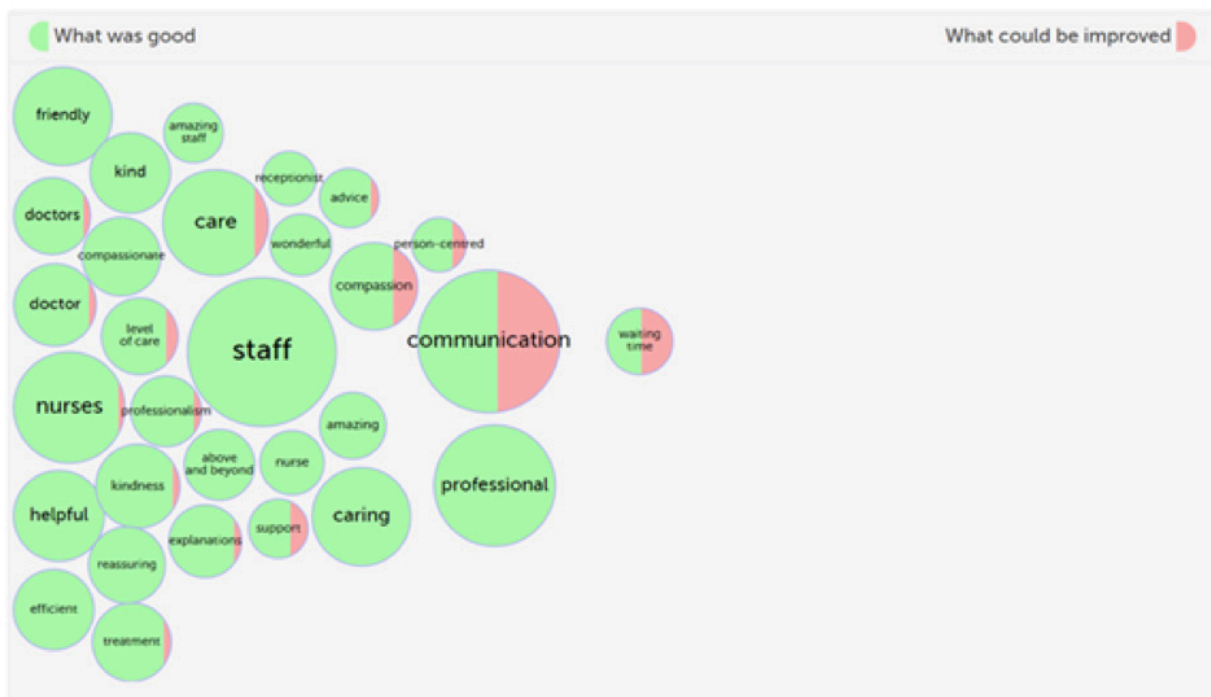 What was good
What could be improved
friendly
amazing
staff
kind
receptionist
advice
doctors
care
wonderful
person-centred
compassionate
compassion
doctor
level
of care
staff
communication
waiting
time
nurses
professionalism
amazing
above
and beyond
nurse
professional
kindness
helpful
caring
explanations
support
reassuring
efficient
treatment